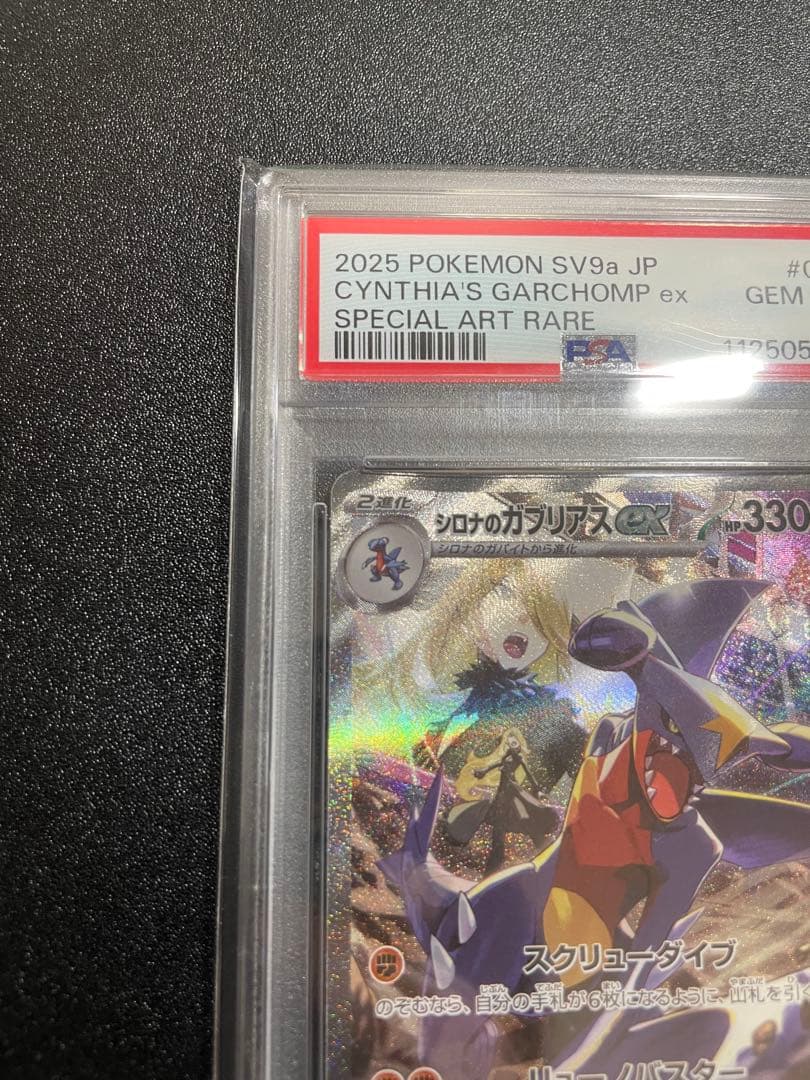 2025 POKEMON SV9a JP
CYNTHIA'S GARCHOMP ex
GEM
SPECIAL ART RARE
PSA
2進化
シロナのガブリアスex
HP 330
シロナのガバイトから進化
スクリューダイブ
のぞむなら、自分の手札が6枚になるように、山札を引く